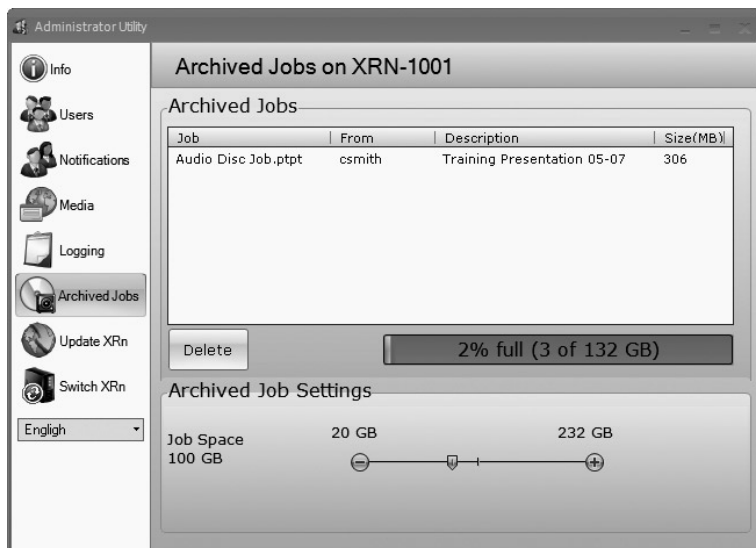 Administrator Utility
Info
Users
Notifications
Media
Logging
Archived Jobs
Update XRn
Switch XRn
Engligh
Archived Jobs on XRN-1001
Archived Jobs
Job From Description Size(MB)
Audio Disc Job.ptpt csmith Training Presentation 05-07 306
Delete
2% full (3 of 132 GB)
Archived Job Settings
Job Space
100 GB
20 GB 232 GB